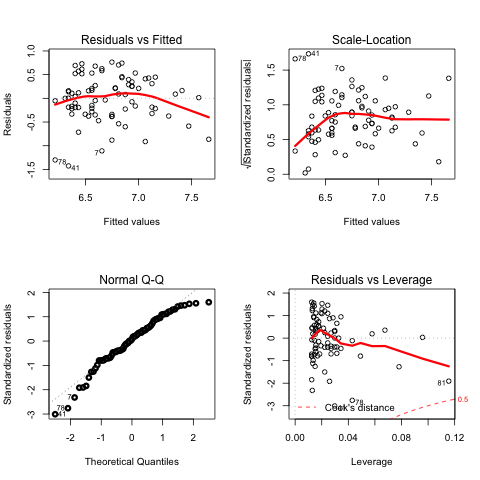 Residuals vs Fitted
Residuals
1.0
0.5
-0.5
-1.5
78
41
7
6.5 7.0 7.5
Fitted values
Scale-Location
√|Standardized residuals|
1.5
1.0
0.5
0.0
78
41
7
6.5 7.0 7.5
Fitted values
Normal Q-Q
Standardized residuals
2
1
0
-1
-2
-3
7
78
41
-2 -1 0 1 2
Theoretical Quantiles
Residuals vs Leverage
Standardized residuals
2
1
0
-1
-2
-3
81
78
0.5
Cook's distance
0.00 0.04 0.08 0.12
Leverage